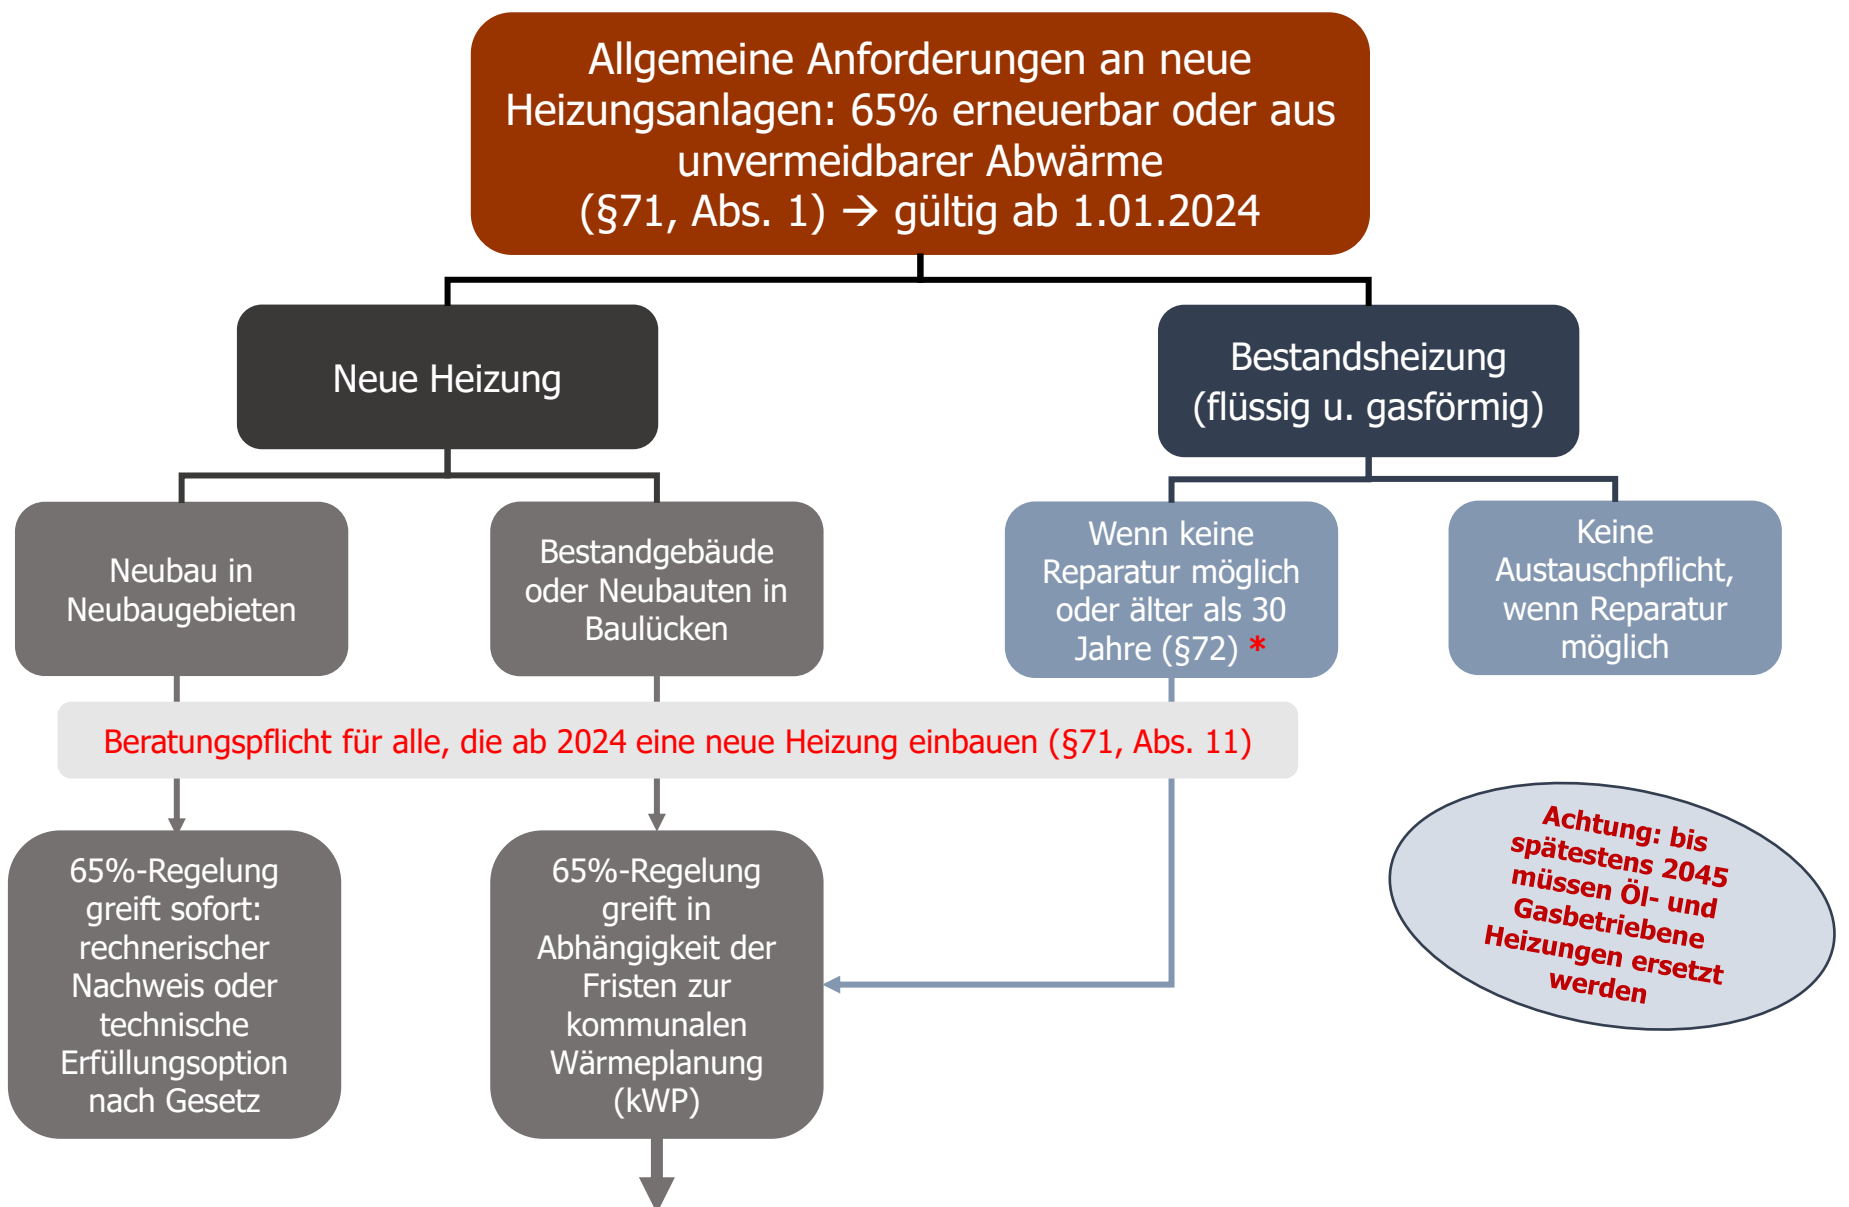 Allgemeine Anforderungen an neue
Heizungsanlagen: 65% erneuerbar oder aus
unvermeidbarer Abwärme
(§71, Abs. 1) → gültig ab 1.01.2024
Neue Heizung
Bestandsheizung
(flüssig u. gasförmig)
Neubau in
Neubaugebieten
Bestandgebäude
oder Neubauten in
Baulücken
Wenn keine
Reparatur möglich
oder älter als 30
Jahre (§72) *
Keine
Austauschpflicht,
wenn Reparatur
möglich
Beratungspflicht für alle, die ab 2024 eine neue Heizung einbauen (§71, Abs. 11)
65%-Regelung
greift sofort:
rechnerischer
Nachweis oder
technische
Erfüllungsoption
nach Gesetz
65%-Regelung
greift in
Abhängigkeit der
Fristen zur
kommunalen
Wärmeplanung
(kWP)
Achtung: bis
spätestens 2045
müssen Öl- und
Gasbetriebene
Heizungen ersetzt
werden